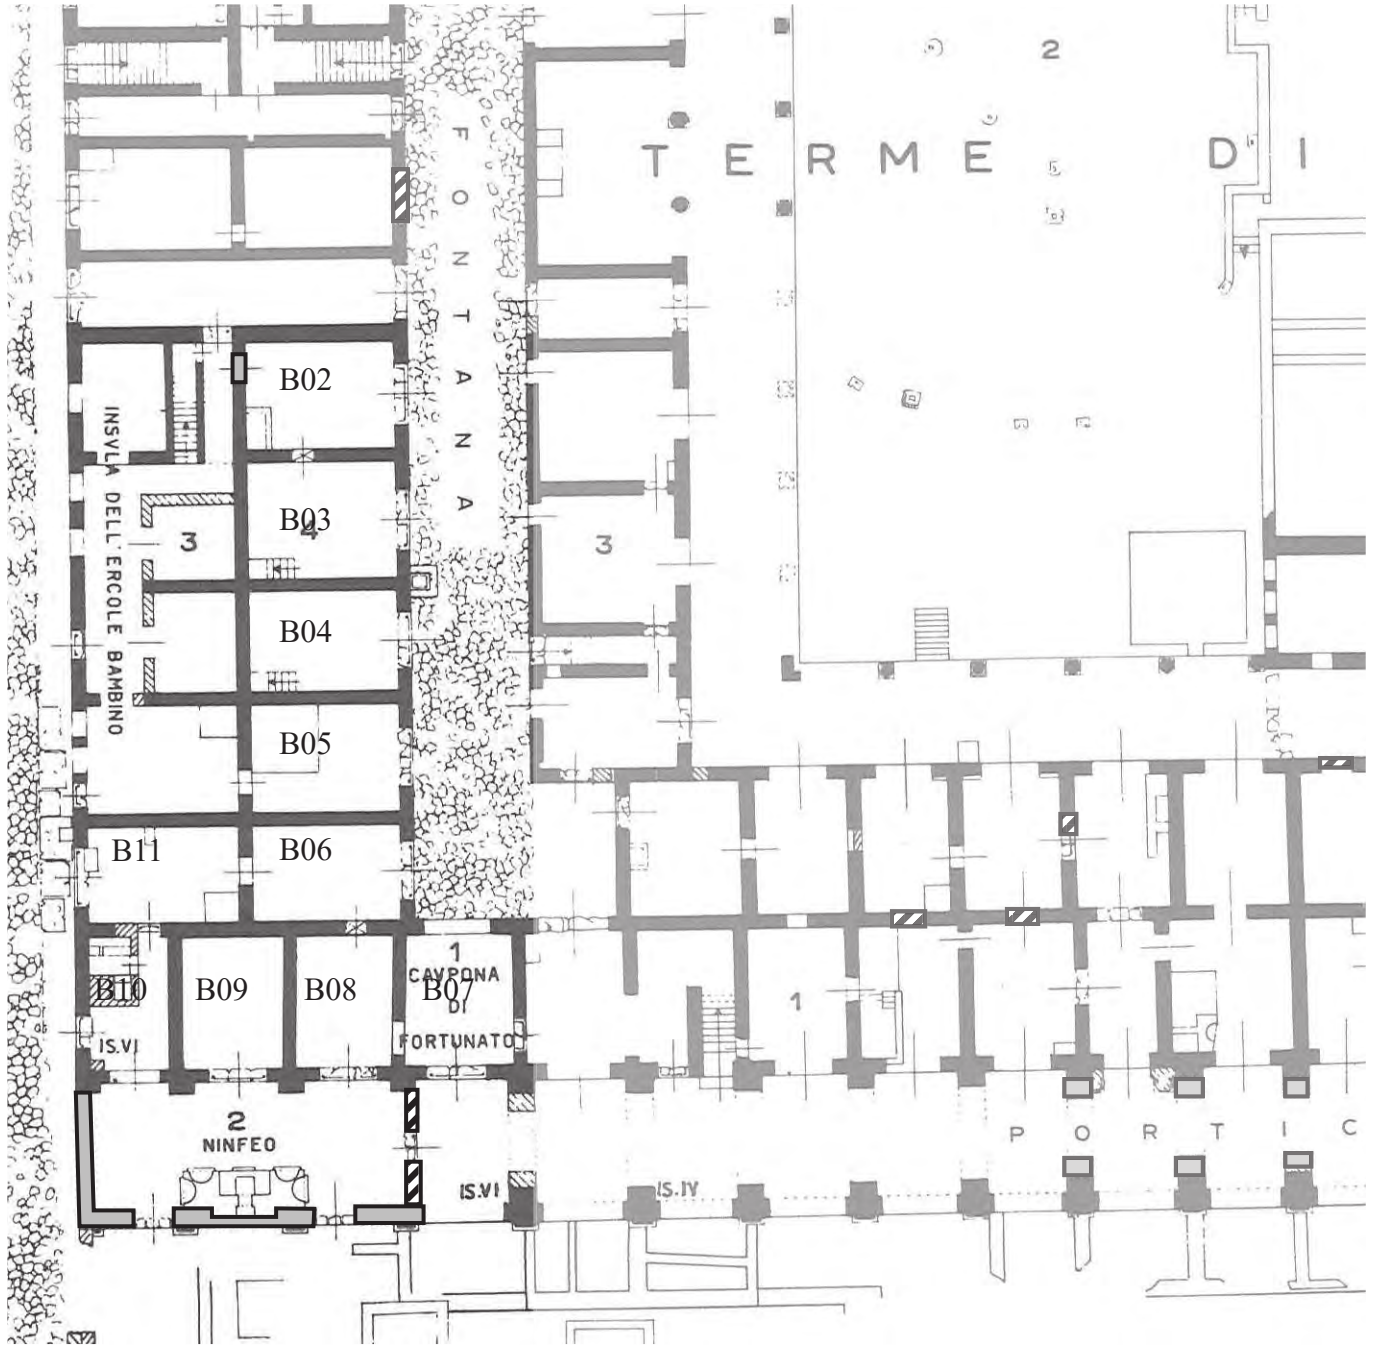 2
TERME DI
FONTANA
B02
INSVLA DELL'ERCOLE BAMBINO
B03
4
3
3
B04
B05
B11
B06
1
CAVPONA
B10
B09
B08
B07
DI
1
IS.VI
FORTUNATO
2
NINFEO
PORTIC
IS.VI
IS.IV